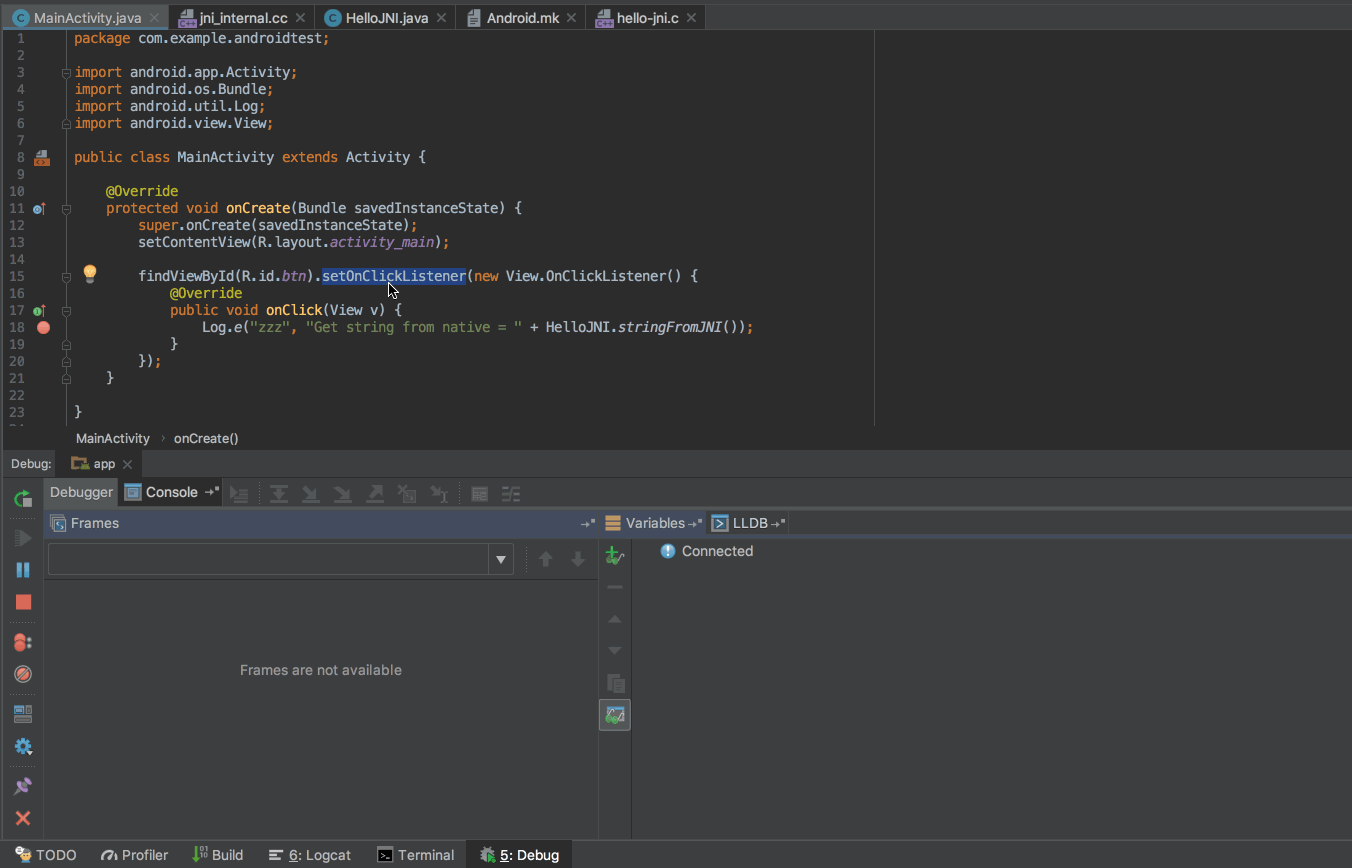 MainActivity.java jni_internal.cc HelloJNI.java Android.mk hello-jni.c
1 package com.example.androidtest;
2
3 import android.app.Activity;
4 import android.os.Bundle;
5 import android.util.Log;
6 import android.view.View;
7
8 public class MainActivity extends Activity {
9
10 @Override
11 protected void onCreate(Bundle savedInstanceState) {
12 super.onCreate(savedInstanceState);
13 setContentView(R.layout.activity_main);
14
15 findViewById(R.id.btn).setOnClickListener(new View.OnClickListener() {
16 @Override
17 public void onClick(View v) {
18 Log.e("zzz", "Get string from native = " + HelloJNI.stringFromJNI());
19 }
20 });
21 }
22
23 }
MainActivity › onCreate()
Debug: app
Debugger Console
Frames Variables LLDB
Connected
Frames are not available
TODO Profiler Build 6: Logcat Terminal 5: Debug